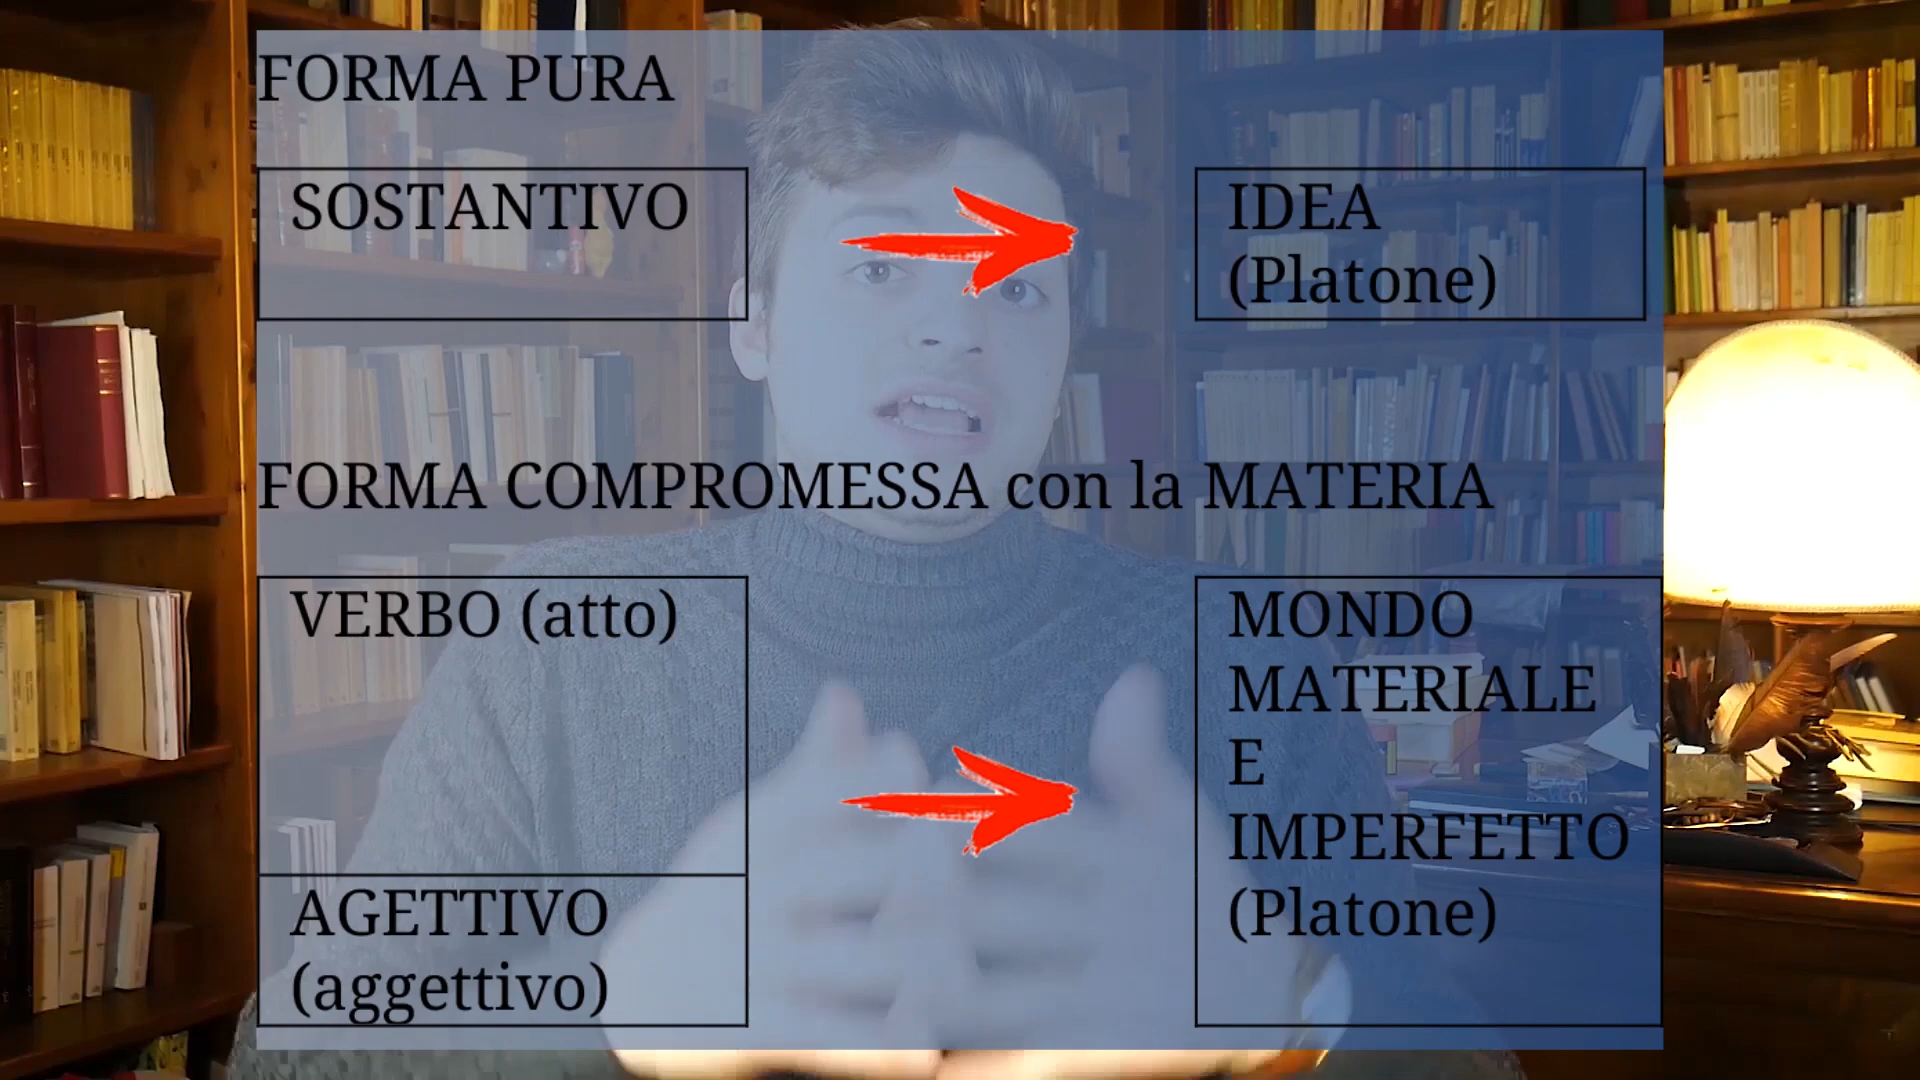 FORMA PURA
SOSTANTIVO
IDEA
(Platone)
FORMA COMPROMESSA con la MATERIA
VERBO (atto)
AGETTIVO
(aggettivo)
MONDO
MATERIALE
E
IMPERFETTO
(Platone)